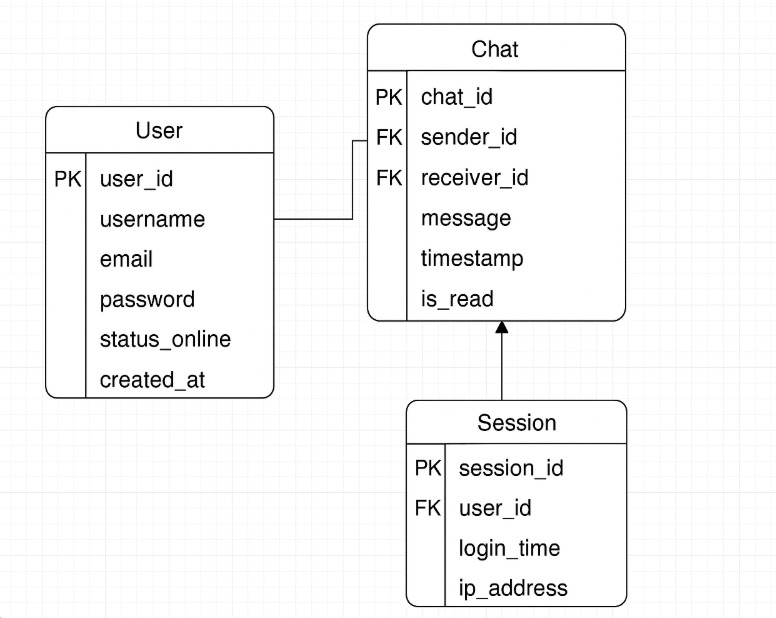 User
PK user_id
username
email
password
status_online
created_at
Chat
PK chat_id
FK sender_id
FK receiver_id
message
timestamp
is_read
Session
PK session_id
FK user_id
login_time
ip_address